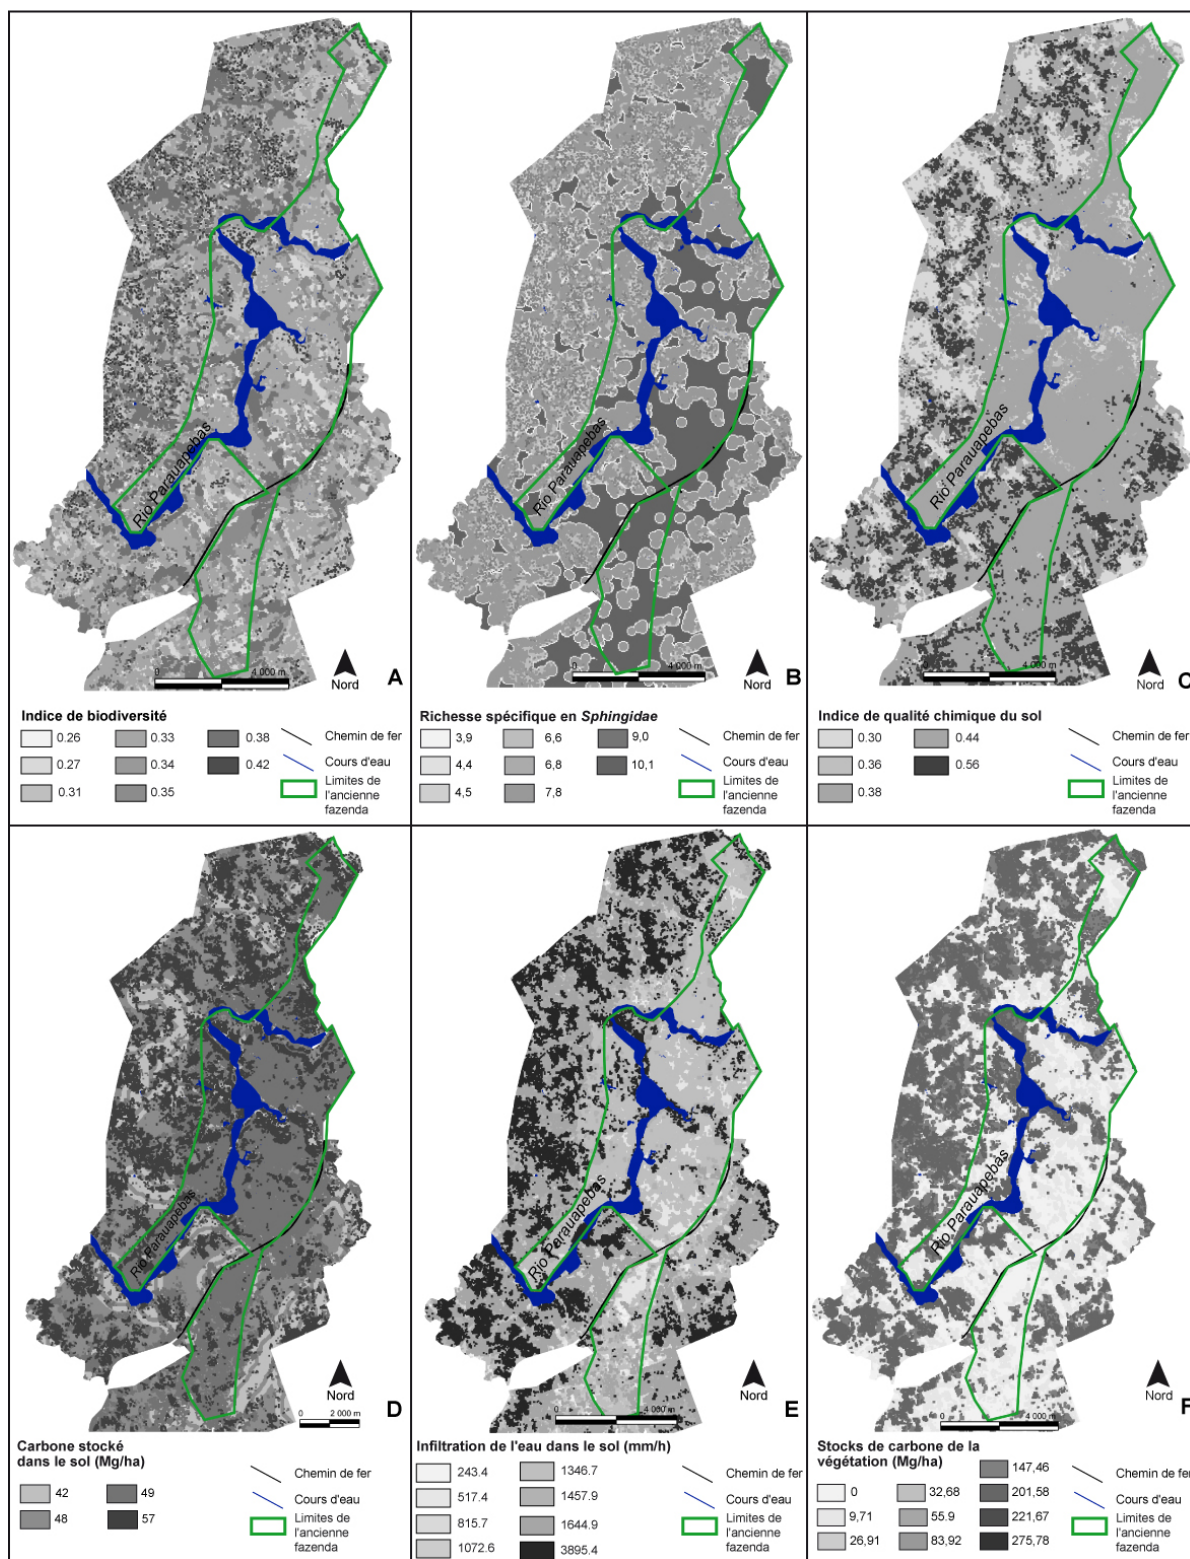 Rio Parauapebas
0
4 000 m
Nord
A
Indice de biodiversité
0.26
0.33
0.38
0.27
0.34
0.42
0.31
0.35
Chemin de fer
Cours d'eau
Limites de
l'ancienne
fazenda
Rio Parauapebas
0
4 000 m
Nord
B
Richesse spécifique en Sphingidae
3,9
6,6
9,0
4,4
6,8
10,1
4,5
7,8
Chemin de fer
Cours d'eau
Limites de
l'ancienne
fazenda
Rio Parauapebas
0
4 000 m
Nord
C
Indice de qualité chimique du sol
0.30
0.44
0.36
0.56
0.38
Chemin de fer
Cours d'eau
Limites de
l'ancienne
fazenda
Rio Parauapebas
Nord
0
2 000 m
D
Carbone stocké
dans le sol (Mg/ha)
42
49
48
57
Chemin de fer
Cours d'eau
Limites de
l'ancienne
fazenda
Rio Parauapebas
Nord
0
4 000 m
E
Infiltration de l'eau dans le sol (mm/h)
243.4
1346.7
517.4
1457.9
815.7
1644.9
1072.6
3895.4
Chemin de fer
Cours d'eau
Limites de
l'ancienne
fazenda
Rio Parauapebas
Nord
0
4 000 m
F
Stocks de carbone de la
végétation (Mg/ha)
0
32,68
147,46
9,71
55.9
201,58
26,91
83,92
221,67
275,78
Chemin de fer
Cours d'eau
Limites de
l'ancienne
fazenda